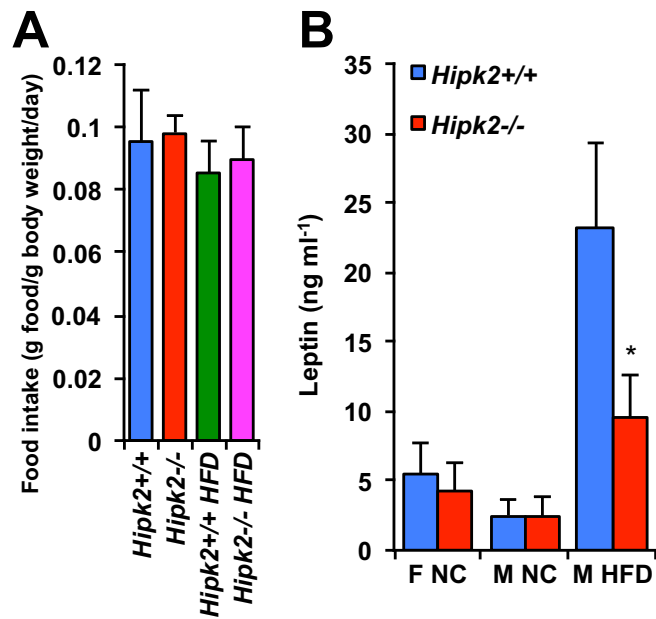 A
Food intake (g food/g body weight/day)
0.12
0.1
0.08
0.06
0.04
0.02
0
Hipk2+/+
Hipk2-/-
Hipk2+/+ HFD
Hipk2-/- HFD
B
Leptin (ng ml-1)
35
30
25
20
15
10
5
0
Hipk2+/+
Hipk2-/-
*
F NC
M NC
M HFD